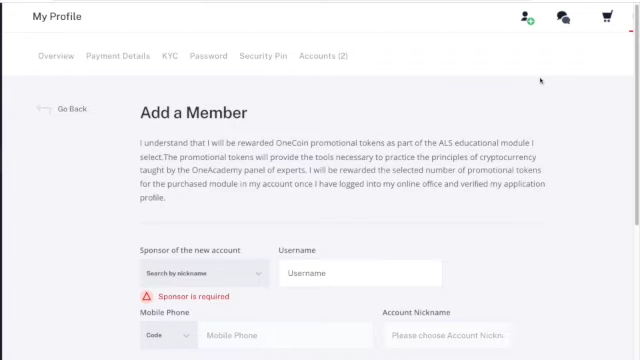 My Profile
Overview Payment Details KYC Password Security Pin Accounts (2)
Go Back
Add a Member
I understand that I will be rewarded OneCoin promotional tokens as part of the ALS educational module I
select.The promotional tokens will provide the tools necessary to practice the principles of cryptocurrency
taught by the OneAcademy panel of experts. I will be rewarded the selected number of promotional tokens
for the purchased module in my account once I have logged into my online office and verified my application
profile.
Sponsor of the new account Username
Search by nickname Username
Sponsor is required
Mobile Phone Account Nickname
Code Mobile Phone Please choose Account Nickn